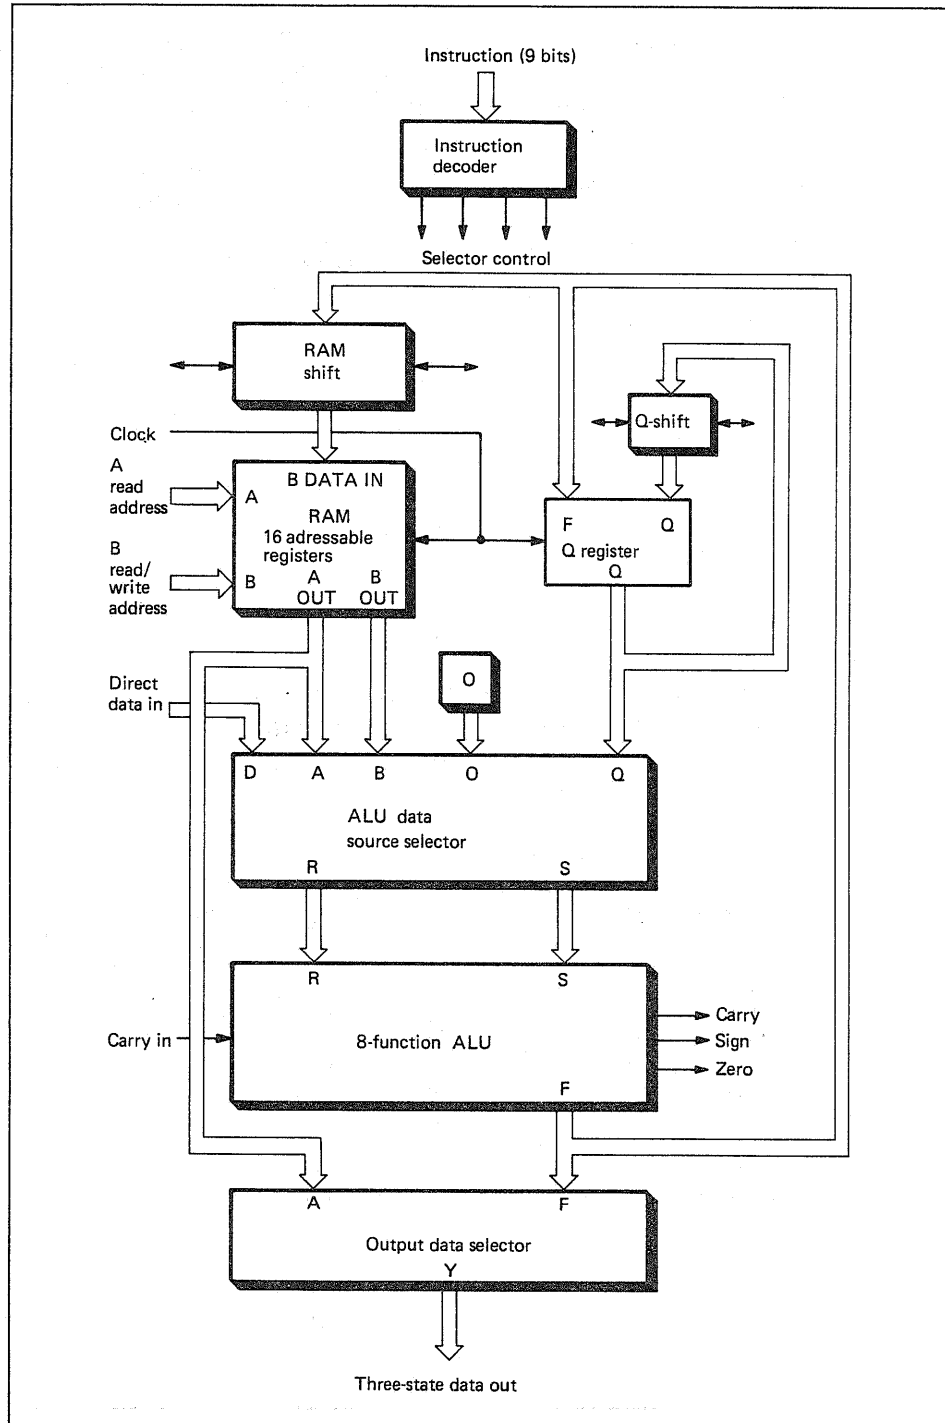 Instruction (9 bits)
Instruction
decoder
Selector control
RAM
shift
Q-shift
Clock
A
read
address
A
B DATA IN
RAM
16 adressable
registers
B
read/
write
address
B
A
OUT
B
OUT
F
Q
Q register
Q
O
Direct
data in
D
A
B
O
Q
ALU data
source selector
R
S
R
S
Carry in
8-function ALU
Carry
Sign
Zero
F
A
F
Output data selector
Y
Three-state data out